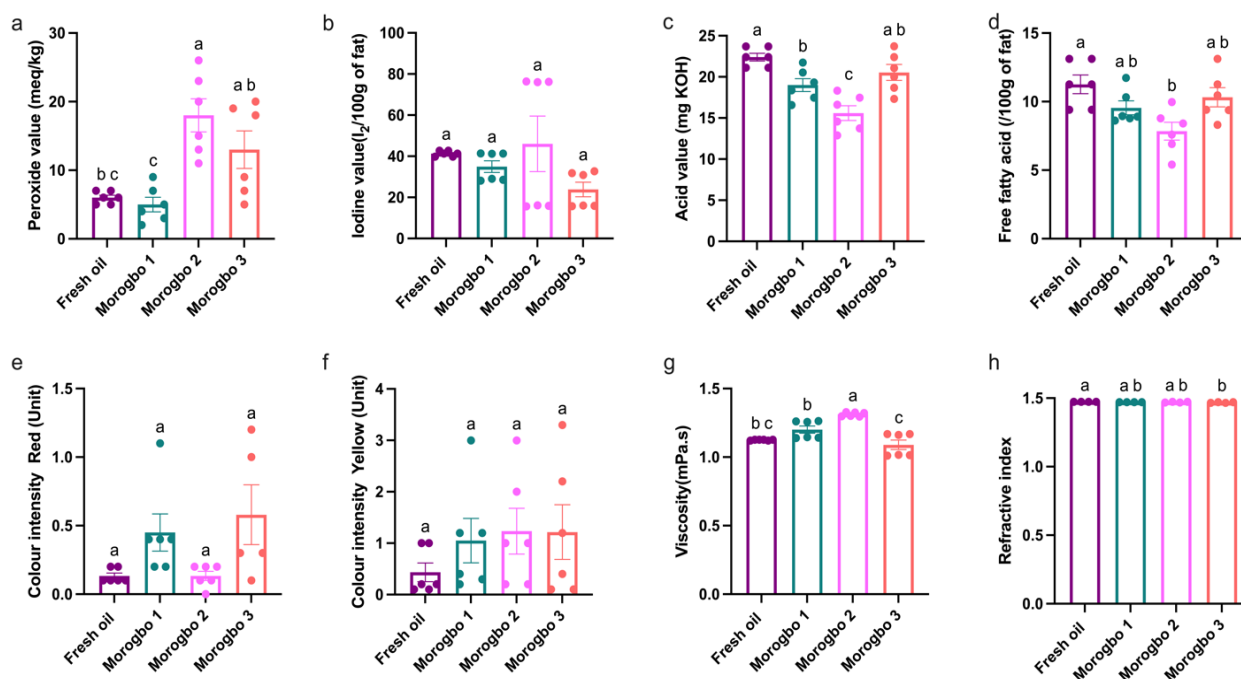 a
Peroxide value (meq/kg)
30
20
10
0
b c
c
a
a b
Fresh oil
Morogbo 1
Morogbo 2
Morogbo 3
b
Iodine value(I2/100g of fat)
100
80
60
40
20
0
a
a
a
a
Fresh oil
Morogbo 1
Morogbo 2
Morogbo 3
c
Acid value (mg KOH)
25
20
15
10
5
0
a
b
c
a b
Fresh oil
Morogbo 1
Morogbo 2
Morogbo 3
d
Free fatty acid (/100g of fat)
15
10
5
0
a
a b
b
a b
Fresh oil
Morogbo 1
Morogbo 2
Morogbo 3
e
Colour intensity Red (Unit)
1.5
1.0
0.5
0.0
a
a
a
a
Fresh oil
Morogbo 1
Morogbo 2
Morogbo 3
f
Colour intensity Yellow (Unit)
4
3
2
1
0
a
a
a
a
Fresh oil
Morogbo 1
Morogbo 2
Morogbo 3
g
Viscosity(mPa.s)
1.5
1.0
0.5
0.0
b c
b
a
c
Fresh oil
Morogbo 1
Morogbo 2
Morogbo 3
h
Refractive index
1.5
1.0
0.5
0.0
a
a b
a b
b
Fresh oil
Morogbo 1
Morogbo 2
Morogbo 3